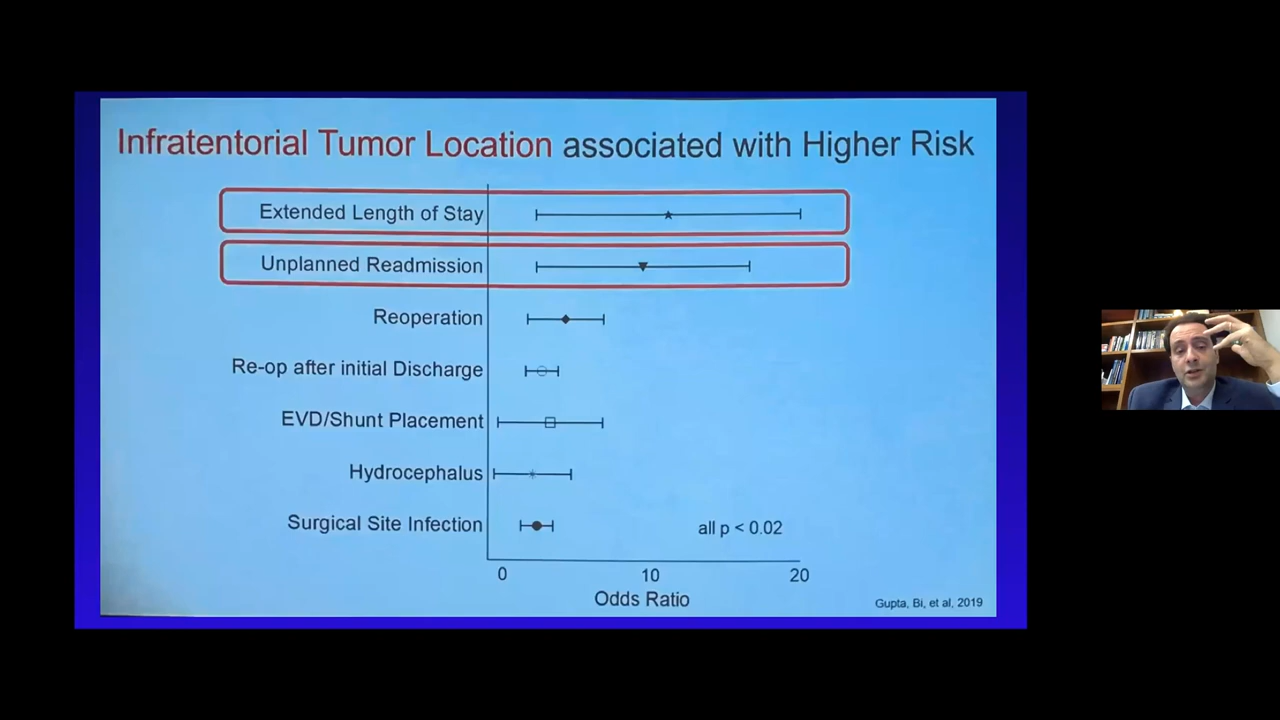 Infratentorial Tumor Location associated with Higher Risk
Extended Length of Stay
Unplanned Readmission
Reoperation
Re-op after initial Discharge
EVD/Shunt Placement
Hydrocephalus
Surgical Site Infection
all p < 0.02
0 10 20
Odds Ratio
Gupta, Bi, et al, 2019